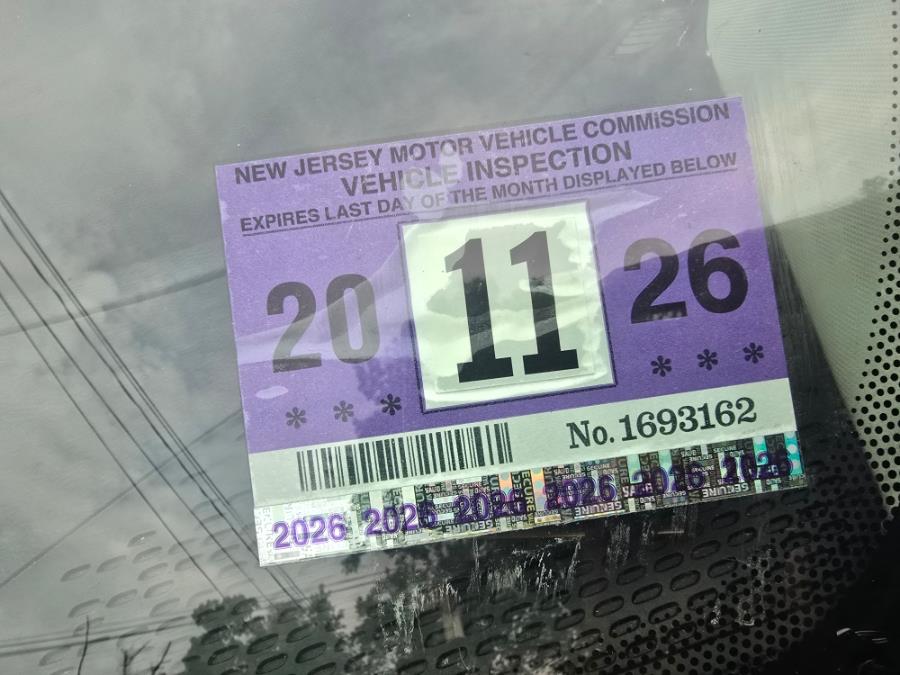 NEW JERSEY MOTOR VEHICLE COMMISSION
VEHICLE INSPECTION
EXPIRES LAST DAY OF THE MONTH DISPLAYED BELOW
20 11 26
* * * * * *
No. 1693162
2026 2026 2026 2026 2026 2026